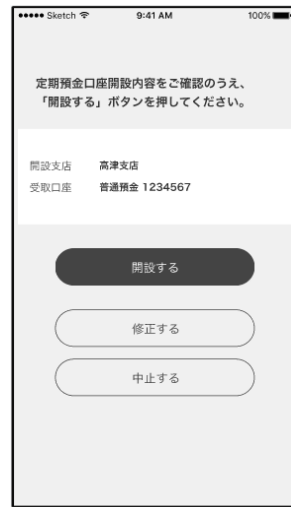 ●●●●● Sketch 9:41 AM 100%
定期預金口座開設内容をご確認のうえ、
「開設する」ボタンを押してください。
開設支店 高津支店
受取口座 普通預金 1234567
開設する
修正する
中止する